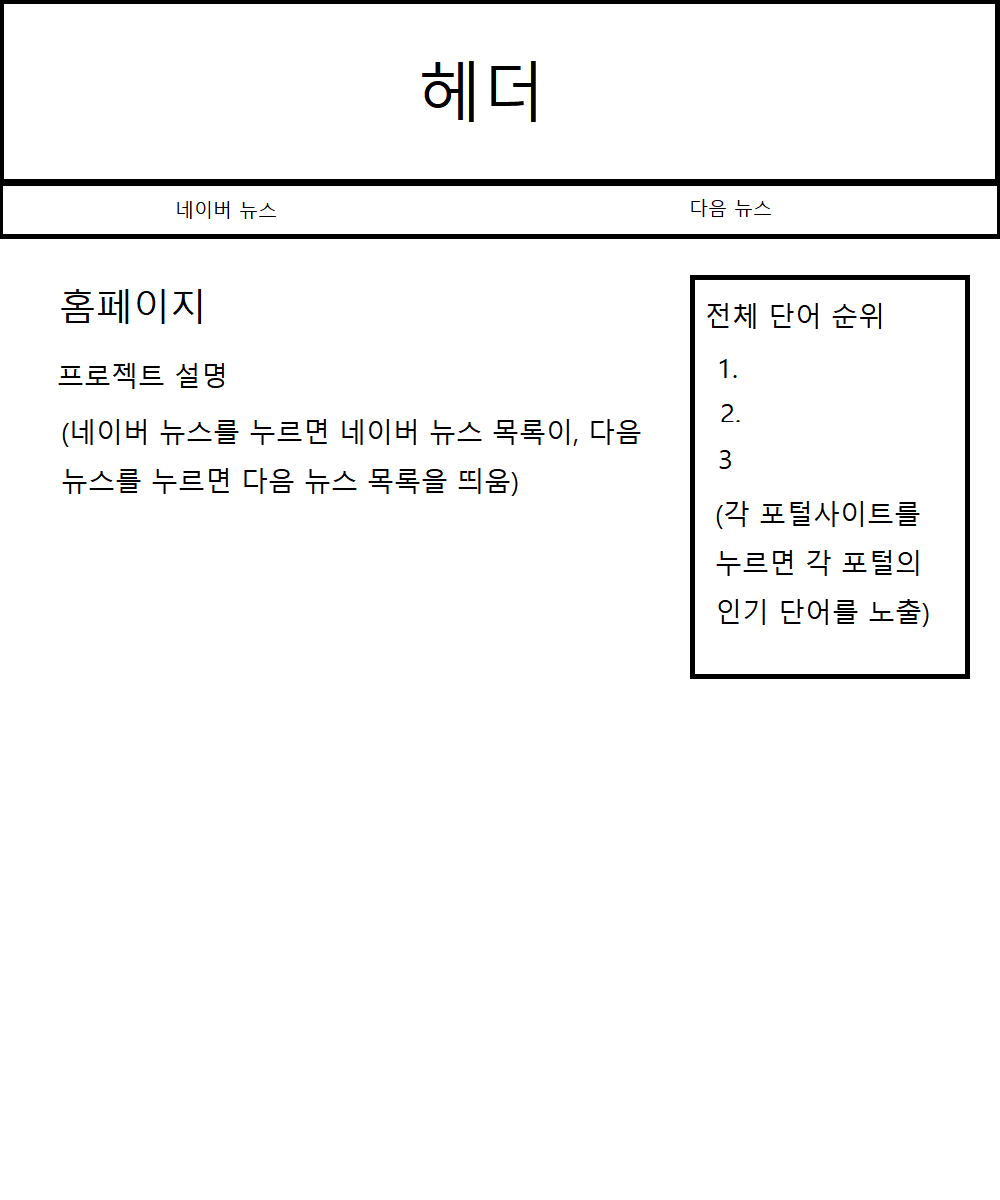 헤더
네이버 뉴스
다음 뉴스
홈페이지
프로젝트 설명
(네이버 뉴스를 누르면 네이버 뉴스 목록이, 다음
뉴스를 누르면 다음 뉴스 목록을 띄움)
전체 단어 순위
1.
2.
3
(각 포털사이트를
누르면 각 포털의
인기 단어를 노출)